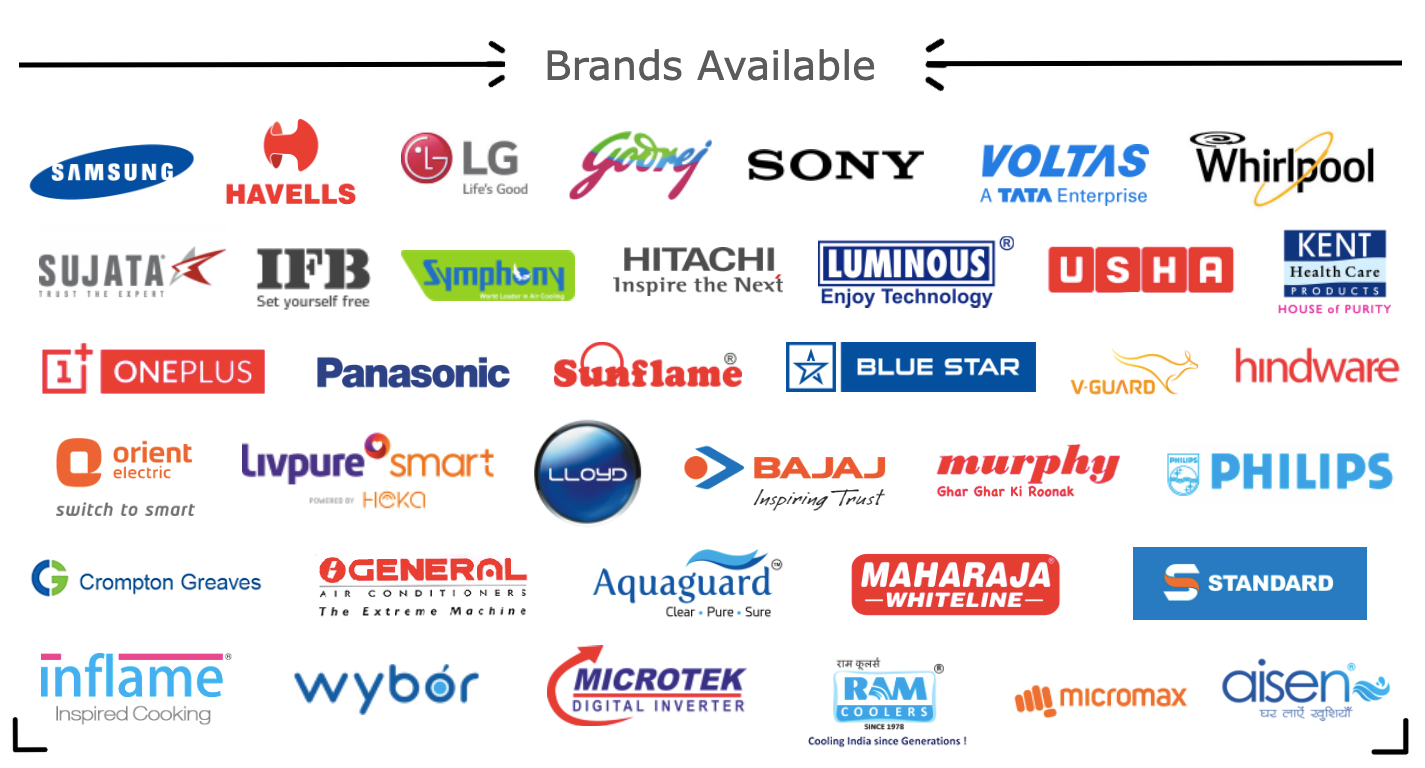 Brands Available
SAMSUNG
HAVELLS
LG
Life's Good
Godrej
SONY
VOLTAS
A TATA Enterprise
Whirlpool
SUJATA
TRUST THE EXPERT
IFB
Set yourself free
Symphony
World Leader in Air Cooling
HITACHI
Inspire the Next
LUMINOUS®
Enjoy Technology
USHA
KENT
Health Care
PRODUCTS
HOUSE of PURITY
1+ ONEPLUS
Panasonic
Sunflame®
BLUE STAR
V-GUARD
hindware
orient
electric
switch to smart
Livpure smart
POWERED BY HEKA
LLOYD
BAJAJ
Inspiring Trust
murphy
Ghar Ghar Ki Roonak
PHILIPS
PHILIPS
Crompton Greaves
GENERAL
AIR CONDITIONERS
The Extreme Machine
Aquaguard™
Clear • Pure • Sure
MAHARAJA
WHITELINE
S STANDARD
inflame®
Inspired Cooking
wybór
MICROTEK
DIGITAL INVERTER
राम कूलर्स
RAM®
COOLERS
SINCE 1978
Cooling India since Generations !
micromax
aisen®
घर लाएँ खुशियाँ